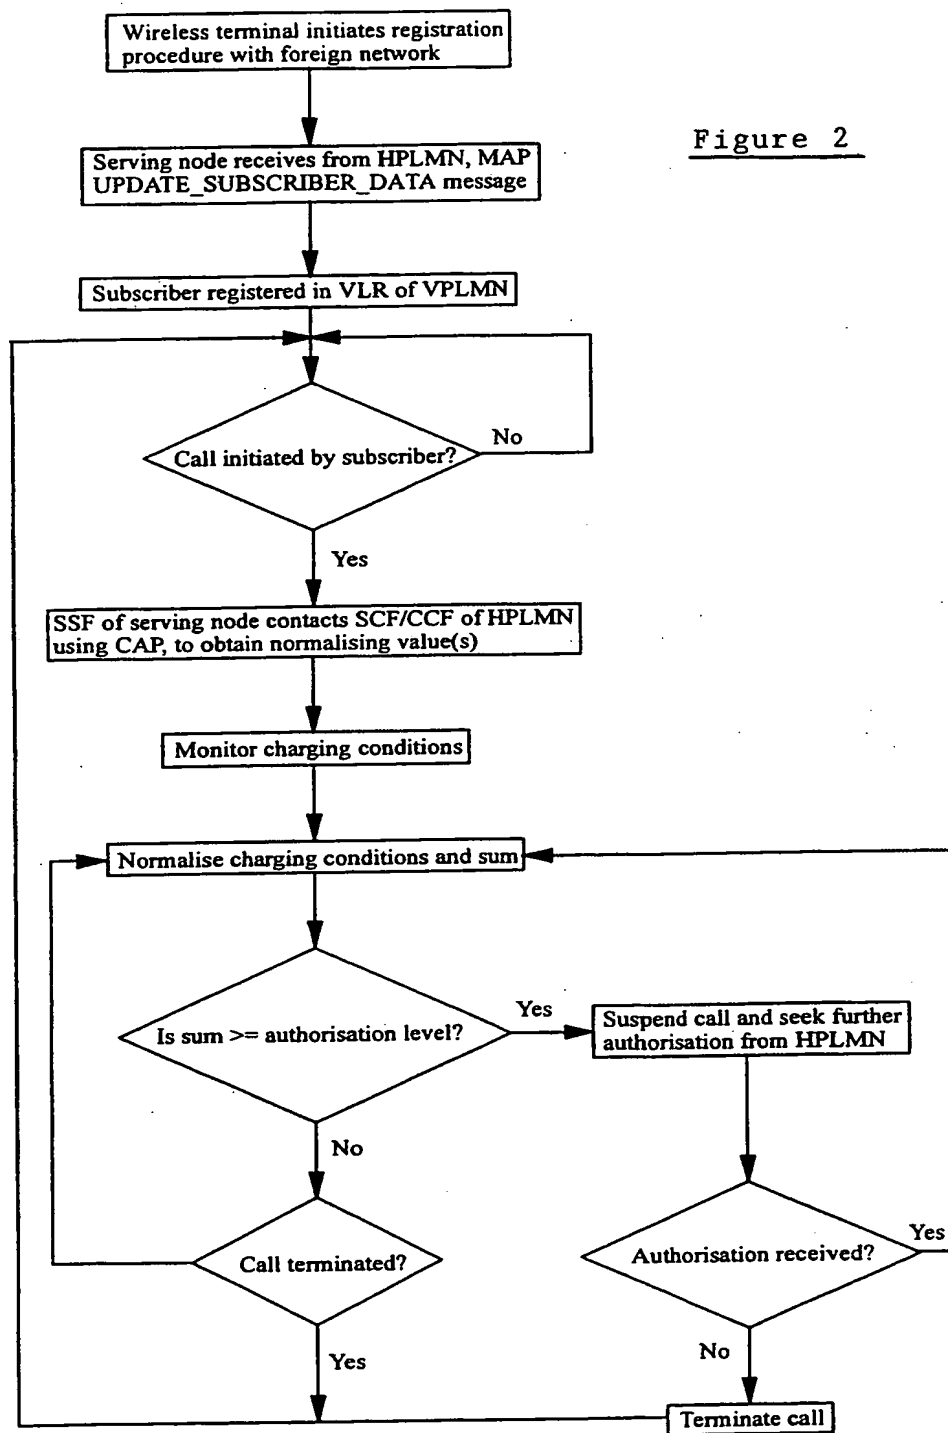 Wireless terminal initiates registration
procedure with foreign network
Figure 2
Serving node receives from HPLMN, MAP
UPDATE_SUBSCRIBER_DATA message
Subscriber registered in VLR of VPLMN
Call initiated by subscriber?
No
Yes
SSF of serving node contacts SCF/CCF of HPLMN
using CAP, to obtain normalising value(s)
Monitor charging conditions
Normalise charging conditions and sum
Is sum >= authorisation level?
Yes
Suspend call and seek further
authorisation from HPLMN
No
Call terminated?
Authorisation received?
Yes
Yes
No
Terminate call